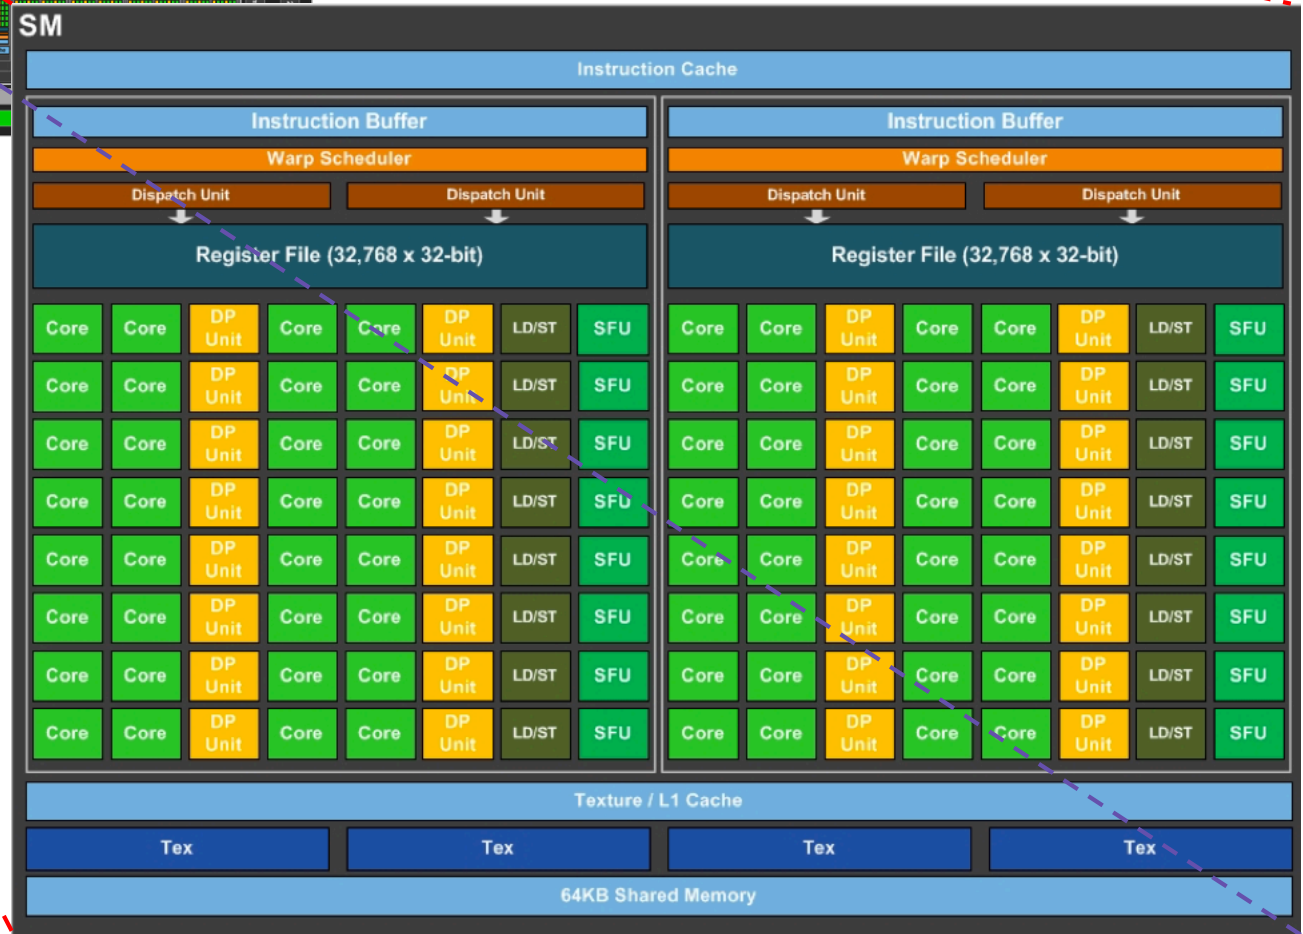 SM
Instruction Cache
Instruction Buffer Instruction Buffer
Warp Scheduler Warp Scheduler
Dispatch Unit Dispatch Unit Dispatch Unit Dispatch Unit
Register File (32,768 x 32-bit) Register File (32,768 x 32-bit)
Core Core DP Unit Core Core DP Unit LD/ST SFU Core Core DP Unit Core Core DP Unit LD/ST SFU
Core Core DP Unit Core Core DP Unit LD/ST SFU Core Core DP Unit Core Core DP Unit LD/ST SFU
Core Core DP Unit Core Core DP Unit LD/ST SFU Core Core DP Unit Core Core DP Unit LD/ST SFU
Core Core DP Unit Core Core DP Unit LD/ST SFU Core Core DP Unit Core Core DP Unit LD/ST SFU
Core Core DP Unit Core Core DP Unit LD/ST SFU Core Core DP Unit Core Core DP Unit LD/ST SFU
Core Core DP Unit Core Core DP Unit LD/ST SFU Core Core DP Unit Core Core DP Unit LD/ST SFU
Core Core DP Unit Core Core DP Unit LD/ST SFU Core Core DP Unit Core Core DP Unit LD/ST SFU
Core Core DP Unit Core Core DP Unit LD/ST SFU Core Core DP Unit Core Core DP Unit LD/ST SFU
Texture / L1 Cache
Tex Tex Tex Tex
64KB Shared Memory